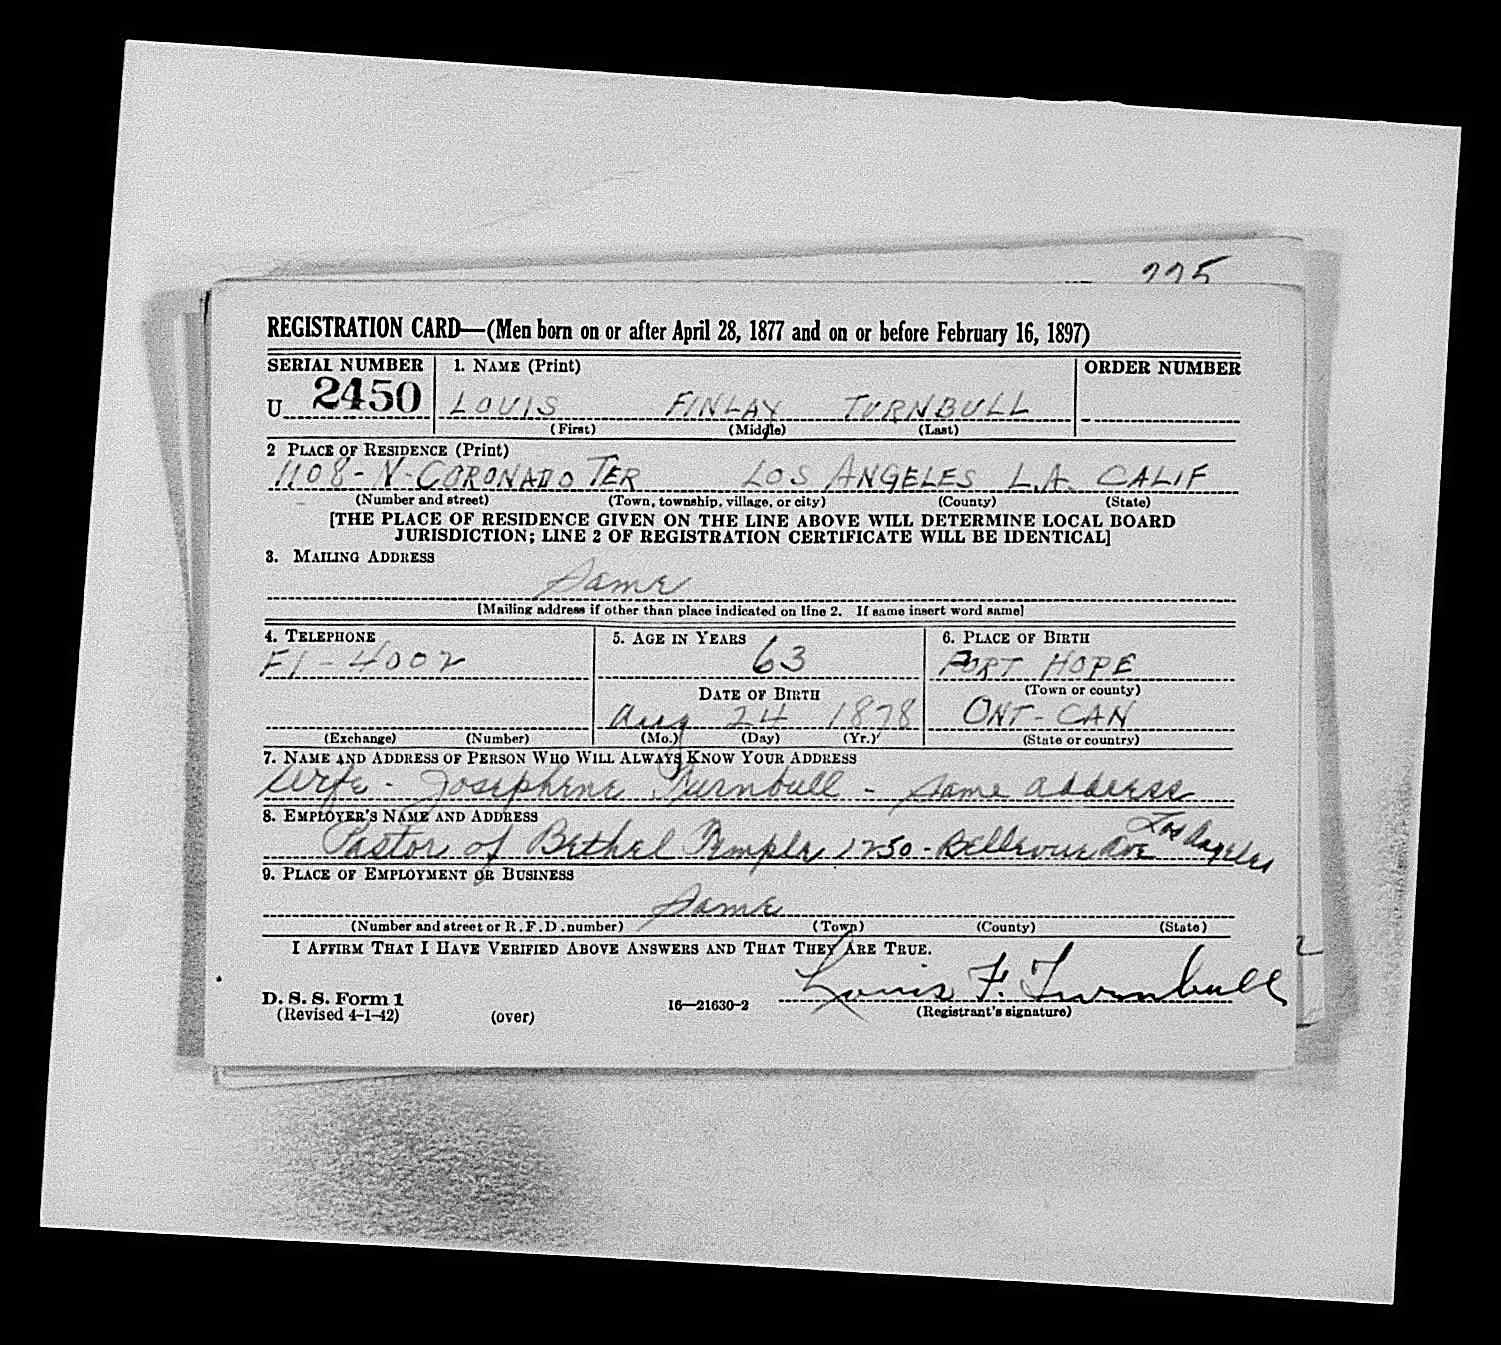 225
REGISTRATION CARD—(Men born on or after April 28, 1877 and on or before February 16, 1897)
SERIAL NUMBER 1. NAME (Print) ORDER NUMBER
U 2450 LOUIS FINLAY TURNBULL
(First) (Middle) (Last)
2 PLACE OF RESIDENCE (Print)
1108-N-CORONADO TER LOS ANGELES L.A. CALIF
(Number and street) (Town, township, village, or city) (County) (State)
[THE PLACE OF RESIDENCE GIVEN ON THE LINE ABOVE WILL DETERMINE LOCAL BOARD
JURISDICTION; LINE 2 OF REGISTRATION CERTIFICATE WILL BE IDENTICAL]
3. MAILING ADDRESS
Same
[Mailing address if other than place indicated on line 2. If same insert word same]
4. TELEPHONE 5. AGE IN YEARS 6. PLACE OF BIRTH
FI-4002 63 PORT HOPE
DATE OF BIRTH (Town or county)
Aug 24 1878 ONT-CAN
(Exchange) (Number) (Mo.) (Day) (Yr.) (State or country)
7. NAME AND ADDRESS OF PERSON WHO WILL ALWAYS KNOW YOUR ADDRESS
Wife - Josephine Turnbull - Same address
8. EMPLOYER'S NAME AND ADDRESS
Pastor of Bethel Temple 1250-Bellevue Ave Los Angeles
9. PLACE OF EMPLOYMENT OR BUSINESS
Same
(Number and street or R. F. D. number) (Town) (County) (State)
I AFFIRM THAT I HAVE VERIFIED ABOVE ANSWERS AND THAT THEY ARE TRUE.
Louis F. Turnbull
D. S. S. Form 1
(Revised 4-1-42) (over) 16—21630-2 (Registrant's signature)